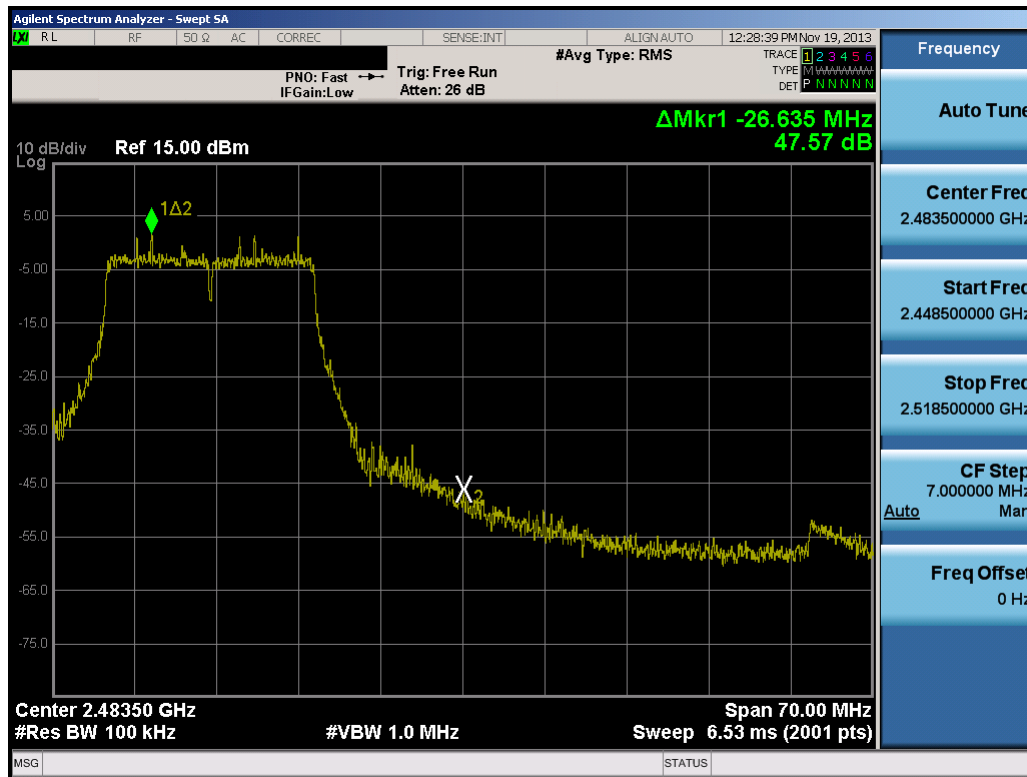 Agilent Spectrum Analyzer - Swept SA
LXI RL RF 50 Ω AC CORREC SENSE:INT ALIGNAUTO 12:28:39 PM Nov 19, 2013
PNO: Fast
IFGain:Low
Trig: Free Run
Atten: 26 dB
#Avg Type: RMS
TRACE 1 2 3 4 5 6
TYPE M
DET P N N N N N
ΔMkr1 -26.635 MHz
47.57 dB
10 dB/div
Log
Ref 15.00 dBm
1Δ2
5.00
-5.00
-15.0
-25.0
-35.0
-45.0
X2
-55.0
-65.0
-75.0
Center 2.48350 GHz
Span 70.00 MHz
#Res BW 100 kHz
#VBW 1.0 MHz
Sweep 6.53 ms (2001 pts)
MSG
STATUS
Frequency
Auto Tune
Center Freq
2.483500000 GHz
Start Freq
2.448500000 GHz
Stop Freq
2.518500000 GHz
CF Step
7.000000 MHz
Auto Man
Freq Offset
0 Hz